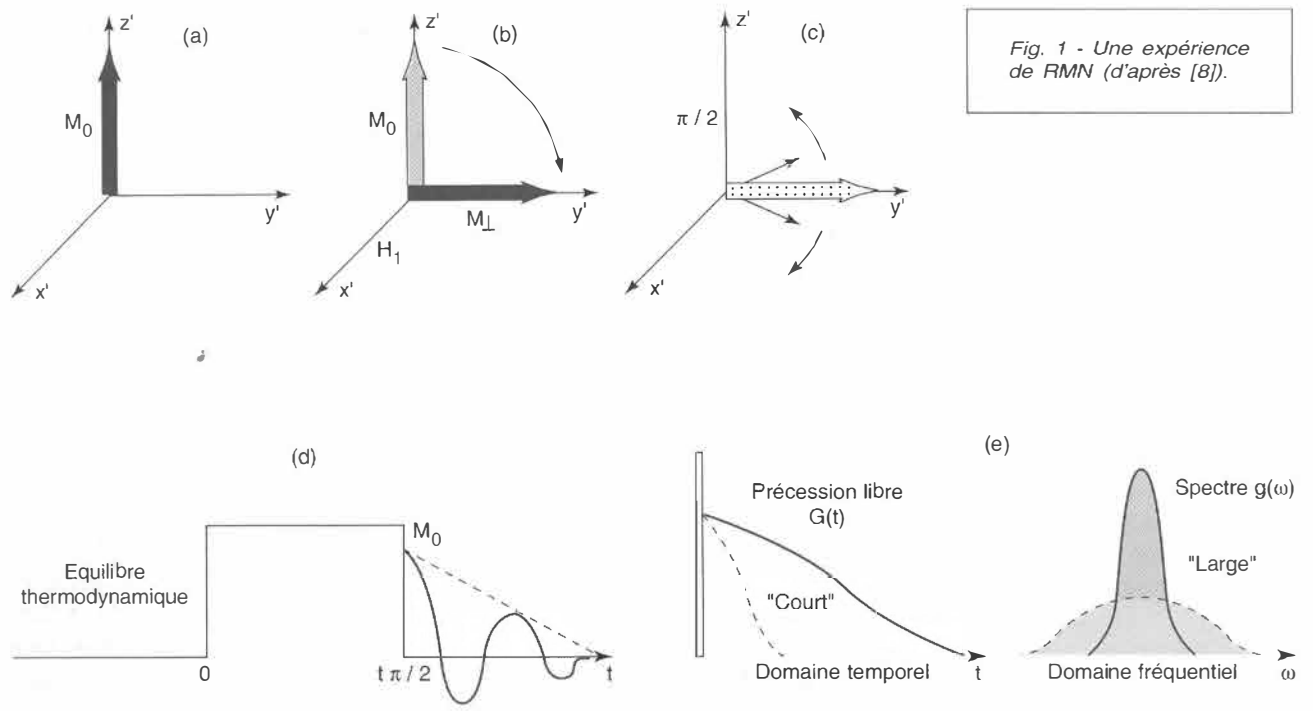 z'
(a)
M0
y'
x'
z'
(b)
M0
y'
M⊥
H1
x'
z'
(c)
π / 2
y'
x'
Fig. 1 - Une expérience
de RMN (d'après [8]).
(d)
M0
Equilibre
thermodynamique
0
t π / 2
t
(e)
Précession libre
G(t)
"Court"
Domaine temporel
t
Spectre g(ω)
"Large"
Domaine fréquentiel
ω